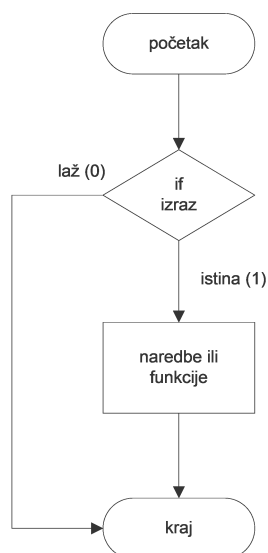 početak
laž (0)
if
izraz
istina (1)
naredbe ili
funkcije
kraj